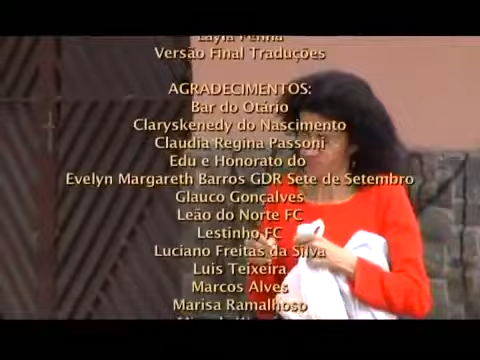 Layla Penna
Versão Final Traduções
AGRADECIMENTOS:
Bar do Otário
Claryskenedy do Nascimento
Claudia Regina Passoni
Edu e Honorato do
Evelyn Margareth Barros GDR Sete de Setembro
Glauco Gonçalves
Leão do Norte FC
Lestinho FC
Luciano Freitas da Silva
Luis Teixeira
Marcos Alves
Marisa Ramalhoso